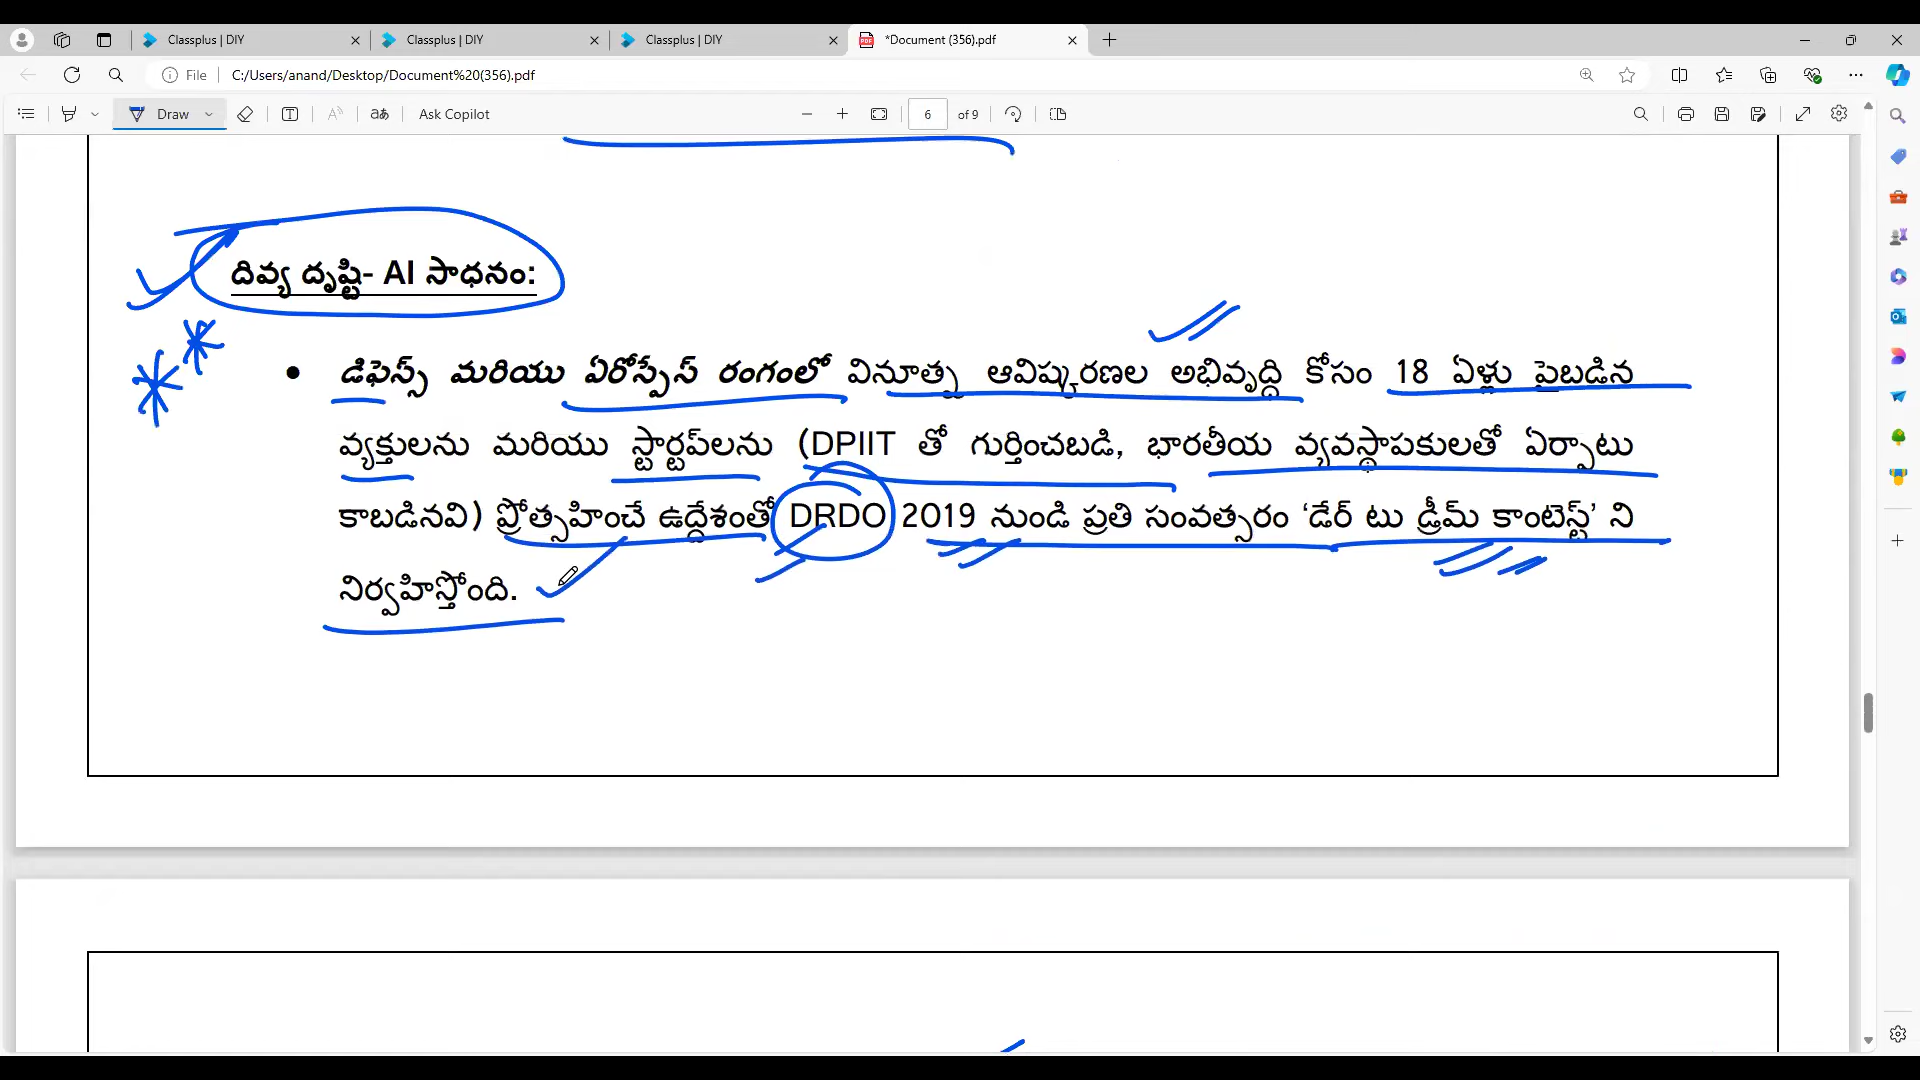 Classplus | DIY
Classplus | DIY
Classplus | DIY
*Document (356).pdf
File
C:/Users/anand/Desktop/Document%20(356).pdf
Draw
Ask Copilot
6
of 9
దివ్య దృష్టి- AI సాధనం:
డిఫెన్స్ మరియు ఏరోస్పేస్ రంగంలో వినూత్న ఆవిష్కరణల అభివృద్ధి కోసం 18 ఏళ్లు పైబడిన
వ్యక్తులను మరియు స్టార్టప్‌లను (DPIIT తో గుర్తించబడి, భారతీయ వ్యవస్థాపకులతో ఏర్పాటు
కాబడినవి) ప్రోత్సహించే ఉద్దేశంతో DRDO 2019 నుండి ప్రతి సంవత్సరం ‘డేర్ టు డ్రీమ్ కాంటెస్ట్’ ని
నిర్వహిస్తోంది.